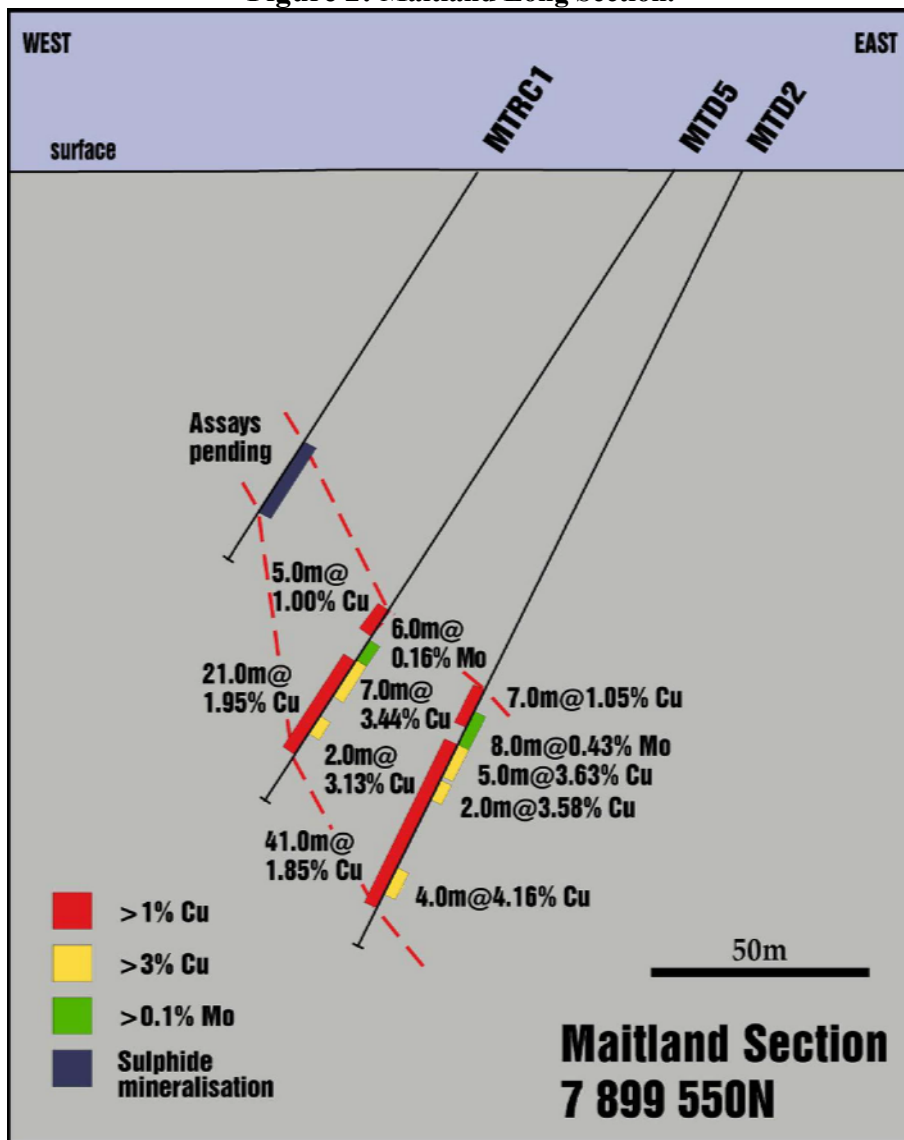 Figure 2: Maitland Long Section.
WEST
EAST
MTRC1
MTD5
MTD2
surface
Assays
pending
5.0m@
1.00% Cu
6.0m@
0.16% Mo
21.0m@
1.95% Cu
7.0m@
3.44% Cu
7.0m@1.05% Cu
8.0m@0.43% Mo
5.0m@3.63% Cu
2.0m@3.58% Cu
2.0m@
3.13% Cu
41.0m@
1.85% Cu
4.0m@4.16% Cu
>1% Cu
>3% Cu
>0.1% Mo
Sulphide
mineralisation
50m
Maitland Section
7 899 550N